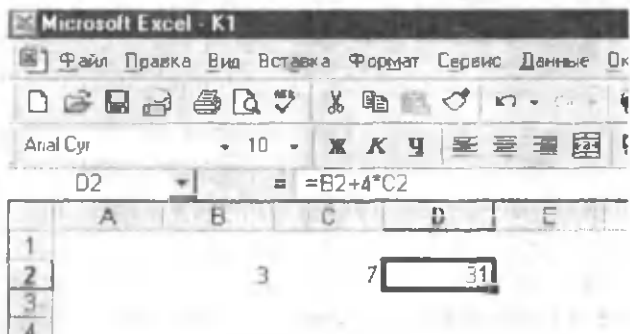 Microsoft Excel - K1
Файл Правка Вид Вставка Формат Сервис Данные
Arial Cyr 10 Ж К Ч
D2 = =B2+4*C2
A B C D E
1
2 3 7 31
3
4